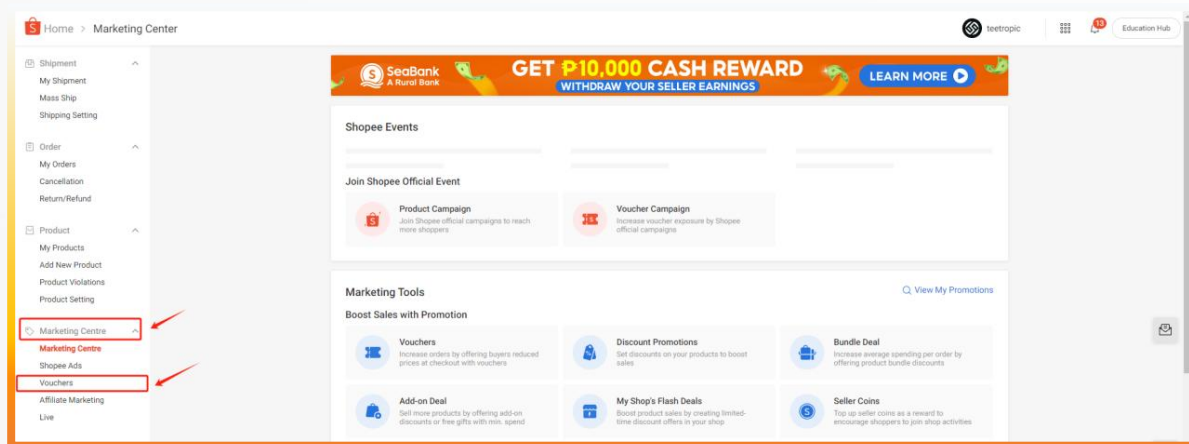 Home > Marketing Center
teetropic
13
Education Hub
Shipment
My Shipment
Mass Ship
Shipping Setting
Order
My Orders
Cancellation
Return/Refund
Product
My Products
Add New Product
Product Violations
Product Setting
Marketing Centre
Marketing Centre
Shopee Ads
Vouchers
Affiliate Marketing
Live
SeaBank
A Rural Bank
GET ₱10,000 CASH REWARD
WITHDRAW YOUR SELLER EARNINGS
LEARN MORE
Shopee Events
Join Shopee Official Event
Product Campaign
Join Shopee official campaigns to reach
more shoppers
Voucher Campaign
Increase voucher exposure by Shopee
official campaigns
Marketing Tools
View My Promotions
Boost Sales with Promotion
Vouchers
Increase orders by offering buyers reduced
prices at checkout with vouchers
Discount Promotions
Set discounts on your products to boost
sales
Bundle Deal
Increase average spending per order by
offering product bundle discounts
Add-on Deal
Sell more products by offering add-on
discounts or free gifts with min. spend
My Shop's Flash Deals
Boost product sales by creating limited-
time discount offers in your shop
Seller Coins
Top up seller coins as a reward to
encourage shoppers to join shop activities